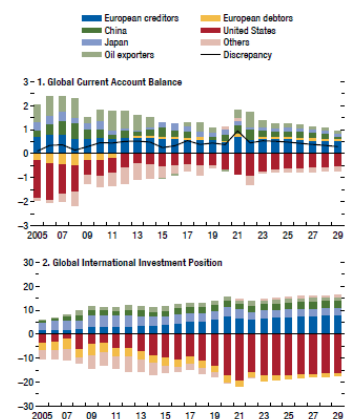 European creditors European debtors
China United States
Japan Others
Oil exporters Discrepancy
3 – 1. Global Current Account Balance
2
1
0
–1
–2
–3
2005 07 09 11 13 15 17 19 21 23 25 27 29
30 – 2. Global International Investment Position
20
10
0
–10
–20
–30
2005 07 09 11 13 15 17 19 21 23 25 27 29